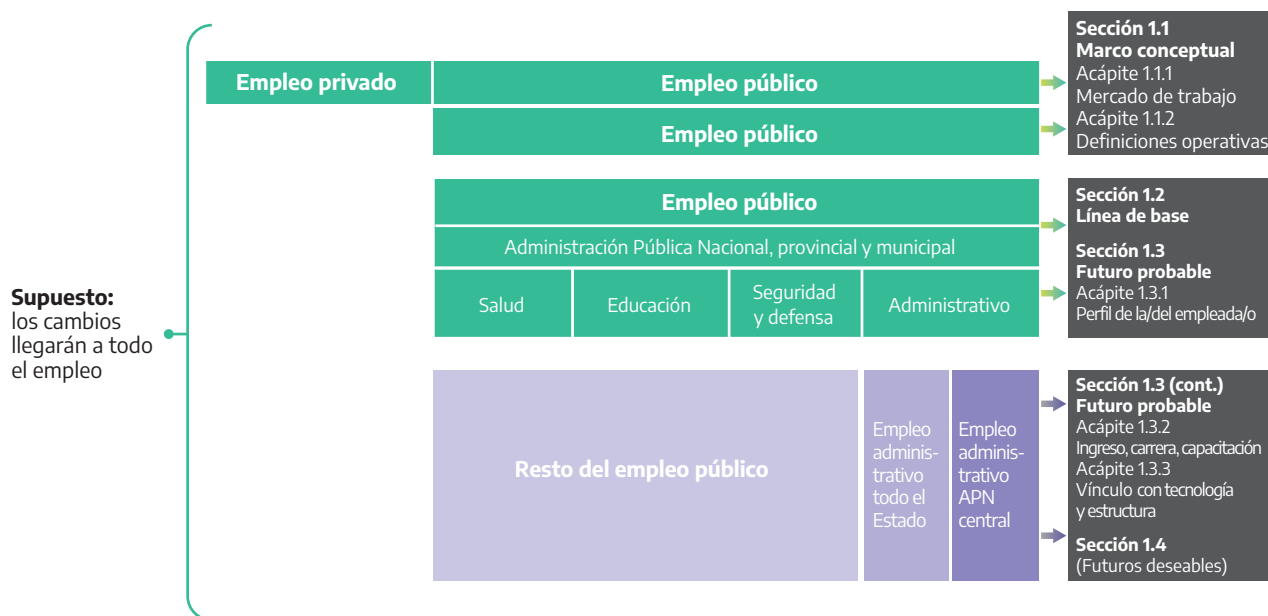 Supuesto:
los cambios
llegarán a todo
el empleo
Empleo privado
Empleo público
Empleo público
Sección 1.1
Marco conceptual
Acápite 1.1.1
Mercado de trabajo
Acápite 1.1.2
Definiciones operativas
Empleo público
Administración Pública Nacional, provincial y municipal
Salud
Educación
Seguridad
y defensa
Administrativo
Sección 1.2
Línea de base
Sección 1.3
Futuro probable
Acápite 1.3.1
Perfil de la/del empleada/o
Resto del empleo público
Empleo
adminis-
trativo
todo el
Estado
Empleo
adminis-
trativo
APN
central
Sección 1.3 (cont.)
Futuro probable
Acápite 1.3.2
Ingreso, carrera, capacitación
Acápite 1.3.3
Vínculo con tecnología
y estructura
Sección 1.4
(Futuros deseables)